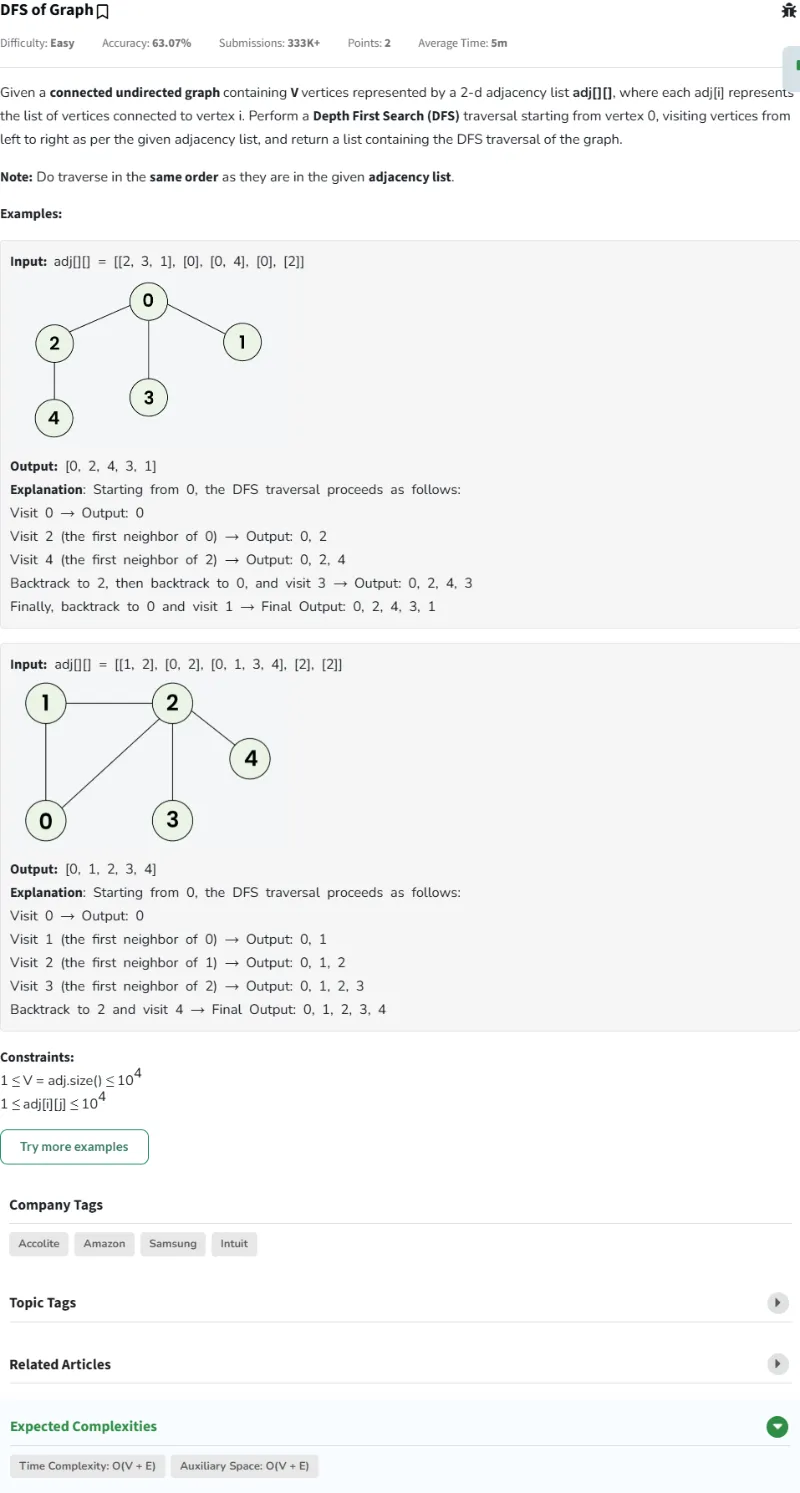 DFS of Graph
Difficulty: Easy Accuracy: 63.07% Submissions: 333K+ Points: 2 Average Time: 5m
Given a connected undirected graph containing V vertices represented by a 2-d adjacency list adj[][], where each adj[i] represents
the list of vertices connected to vertex i. Perform a Depth First Search (DFS) traversal starting from vertex 0, visiting vertices from
left to right as per the given adjacency list, and return a list containing the DFS traversal of the graph.
Note: Do traverse in the same order as they are in the given adjacency list.
Examples:
Input: adj[][] = [[2, 3, 1], [0], [0, 4], [0], [2]]
0
2
1
3
4
Output: [0, 2, 4, 3, 1]
Explanation: Starting from 0, the DFS traversal proceeds as follows:
Visit 0 → Output: 0
Visit 2 (the first neighbor of 0) → Output: 0, 2
Visit 4 (the first neighbor of 2) → Output: 0, 2, 4
Backtrack to 2, then backtrack to 0, and visit 3 → Output: 0, 2, 4, 3
Finally, backtrack to 0 and visit 1 → Final Output: 0, 2, 4, 3, 1
Input: adj[][] = [[1, 2], [0, 2], [0, 1, 3, 4], [2], [2]]
1 2
4
0 3
Output: [0, 1, 2, 3, 4]
Explanation: Starting from 0, the DFS traversal proceeds as follows:
Visit 0 → Output: 0
Visit 1 (the first neighbor of 0) → Output: 0, 1
Visit 2 (the first neighbor of 1) → Output: 0, 1, 2
Visit 3 (the first neighbor of 2) → Output: 0, 1, 2, 3
Backtrack to 2 and visit 4 → Final Output: 0, 1, 2, 3, 4
Constraints:
1 ≤ V = adj.size() ≤ 10^4
1 ≤ adj[i][j] ≤ 10^4
Try more examples
Company Tags
Accolite Amazon Samsung Intuit
Topic Tags
Related Articles
Expected Complexities
Time Complexity: O(V + E) Auxiliary Space: O(V + E)